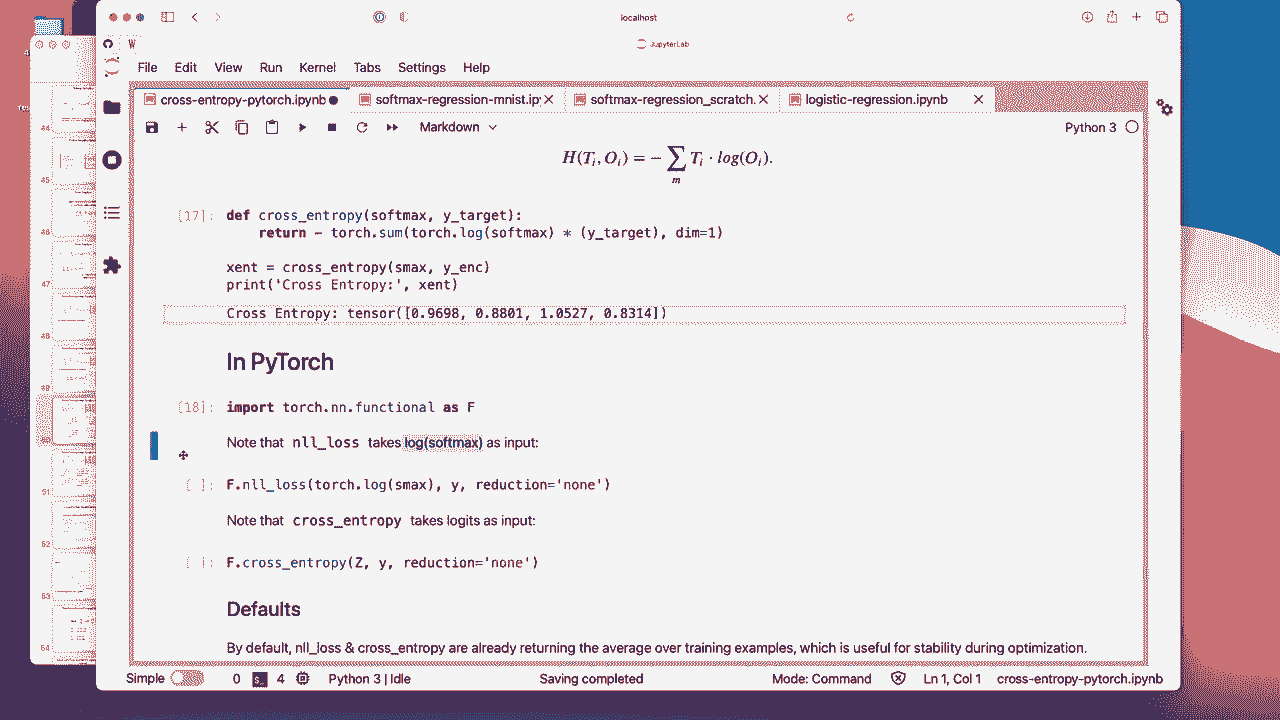 localhost
JupyterLab
File Edit View Run Kernel Tabs Settings Help
cross-entropy-pytorch.ipynb softmax-regression-mnist.ip softmax-regression_scratch. logistic-regression.ipynb
Markdown Python 3
H(Tᵢ, Oᵢ) = − ∑ₘ Tᵢ · log(Oᵢ).
[17]: def cross_entropy(softmax, y_target):
return - torch.sum(torch.log(softmax) * (y_target), dim=1)
xent = cross_entropy(smax, y_enc)
print('Cross Entropy:', xent)
Cross Entropy: tensor([0.9698, 0.8801, 1.0527, 0.8314])
In PyTorch
[18]: import torch.nn.functional as F
Note that nll_loss takes log(softmax) as input:
[ ]: F.nll_loss(torch.log(smax), y, reduction='none')
Note that cross_entropy takes logits as input:
[ ]: F.cross_entropy(Z, y, reduction='none')
Defaults
By default, nll_loss & cross_entropy are already returning the average over training examples, which is useful for stability during optimization.
Simple 0 4 Python 3 | Idle Saving completed Mode: Command Ln 1, Col 1 cross-entropy-pytorch.ipynb